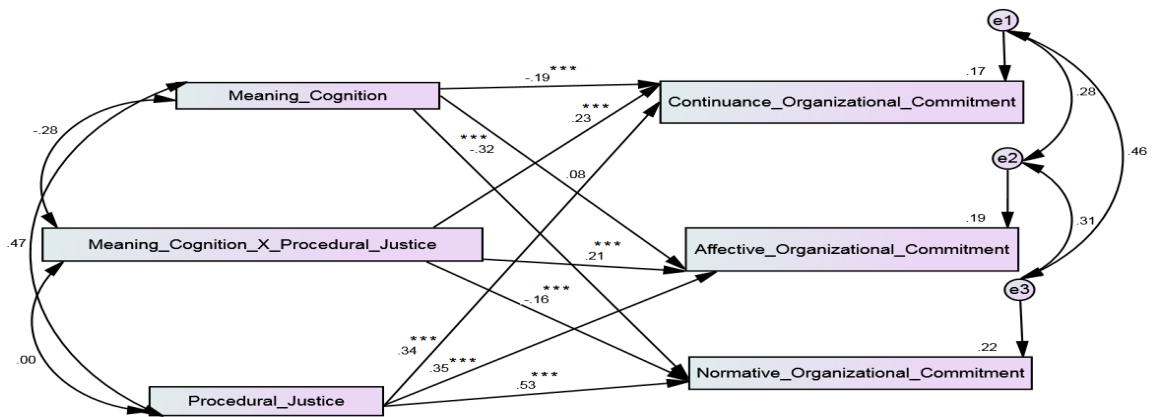 e1
***
-.19
.17
Meaning_Cognition
Continuance_Organizational_Commitment
.28
***
.23
-.28
***
-.32
e2
.46
.08
.31
.19
.47
Meaning_Cognition_X_Procedural_Justice
***
.21
Affective_Organizational_Commitment
e3
***
-.16
***
.34
.22
.00
***
.35
***
.53
Normative_Organizational_Commitment
Procedural_Justice